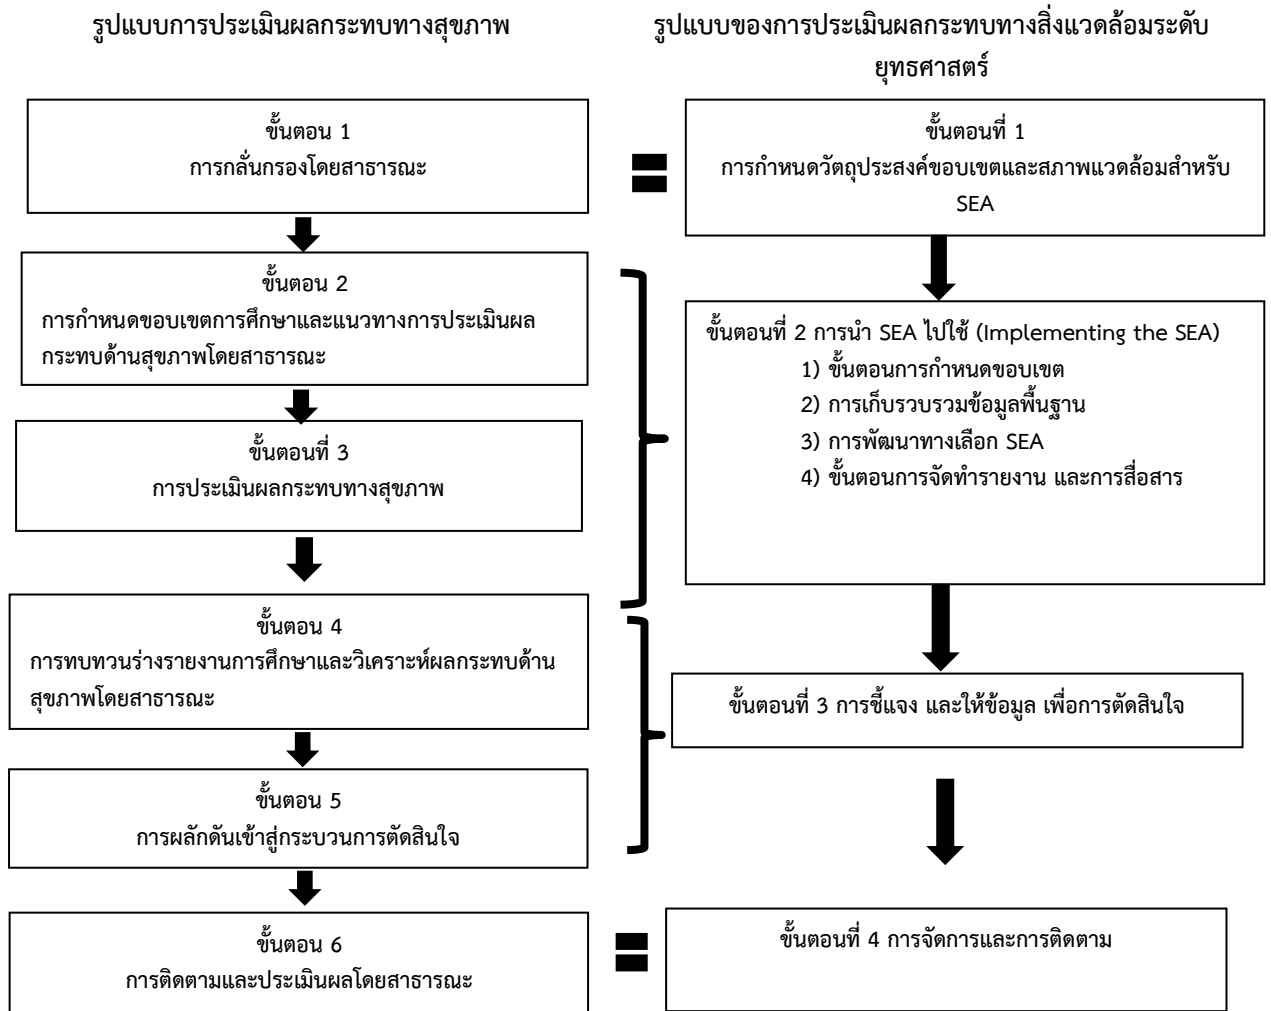 รูปแบบการประเมินผลกระทบทางสุขภาพ
ขั้นตอน 1
การกลั่นกรองโดยสาธารณะ
ขั้นตอน 2
การกำหนดขอบเขตการศึกษาและแนวทางการประเมินผล
กระทบด้านสุขภาพโดยสาธารณะ
ขั้นตอนที่ 3
การประเมินผลกระทบทางสุขภาพ
ขั้นตอน 4
การทบทวนร่างรายงานการศึกษาและวิเคราะห์ผลกระทบด้าน
สุขภาพโดยสาธารณะ
ขั้นตอน 5
การผลักดันเข้าสู่กระบวนการตัดสินใจ
ขั้นตอน 6
การติดตามและประเมินผลโดยสาธารณะ
รูปแบบของการประเมินผลกระทบทางสิ่งแวดล้อมระดับ
ยุทธศาสตร์
ขั้นตอนที่ 1
การกำหนดวัตถุประสงค์ขอบเขตและสภาพแวดล้อมสำหรับ
SEA
ขั้นตอนที่ 2 การนำ SEA ไปใช้ (Implementing the SEA)
1) ขั้นตอนการกำหนดขอบเขต
2) การเก็บรวบรวมข้อมูลพื้นฐาน
3) การพัฒนาทางเลือก SEA
4) ขั้นตอนการจัดทำรายงาน และการสื่อสาร
ขั้นตอนที่ 3 การชี้แจง และให้ข้อมูล เพื่อการตัดสินใจ
ขั้นตอนที่ 4 การจัดการและการติดตาม